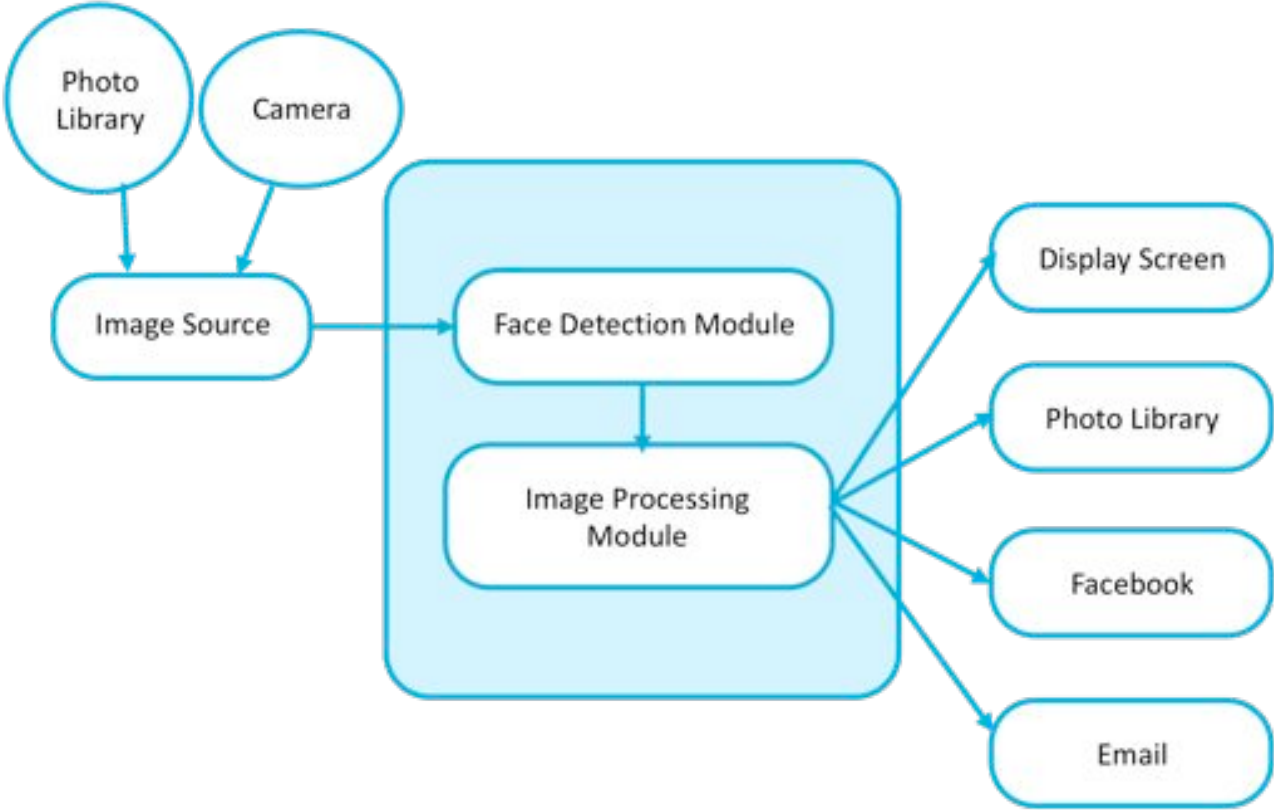 Photo
Library
Camera
Image Source
Face Detection Module
Image Processing
Module
Display Screen
Photo Library
Facebook
Email